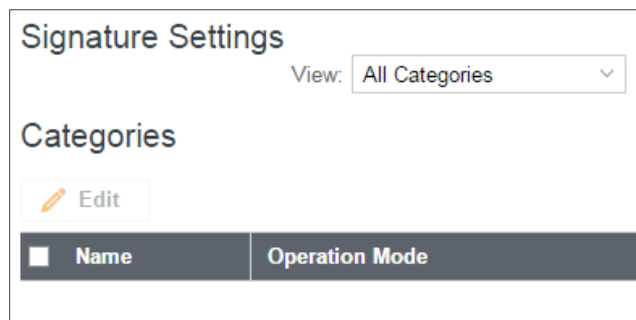 Signature Settings
View: All Categories
Categories
Edit
Name Operation Mode